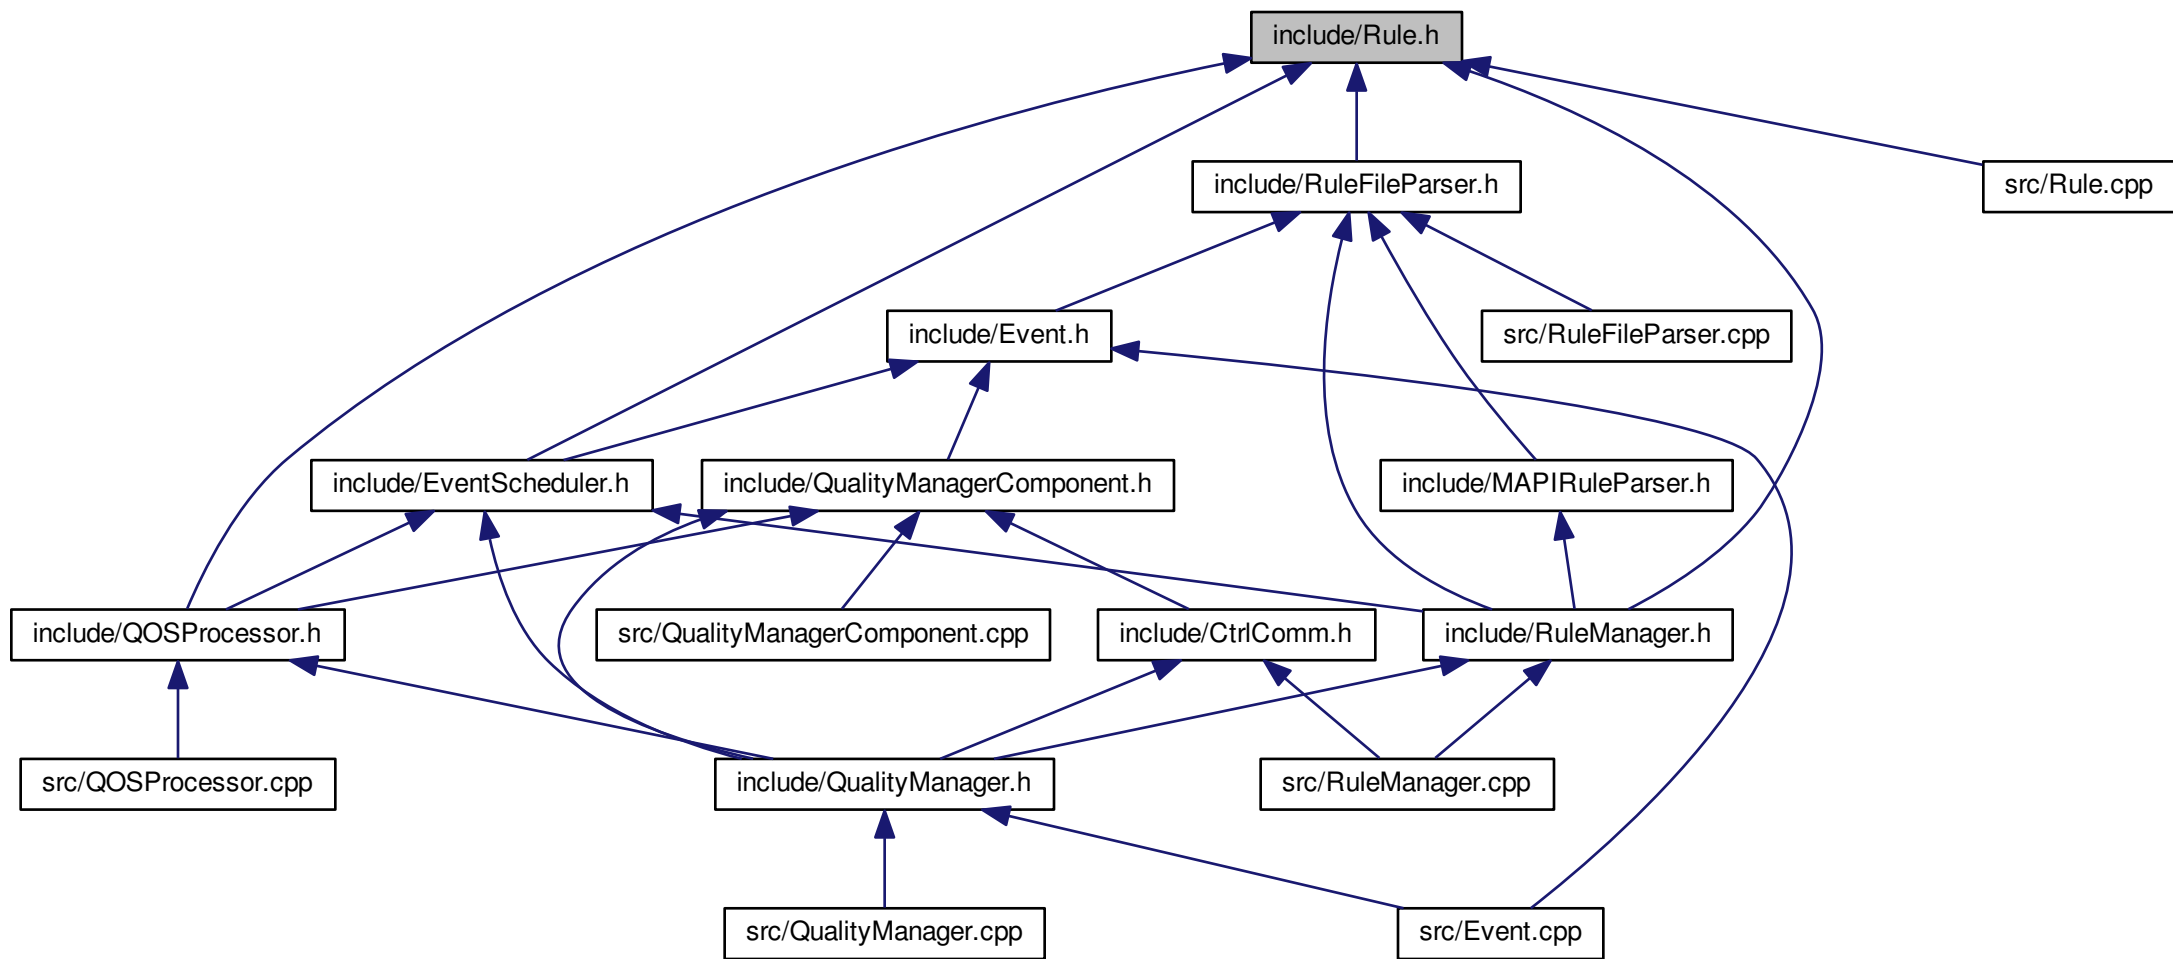 include/Rule.h
include/RuleFileParser.h
src/Rule.cpp
include/Event.h
src/RuleFileParser.cpp
include/EventScheduler.h
include/QualityManagerComponent.h
include/MAPIRuleParser.h
include/QOSProcessor.h
src/QualityManagerComponent.cpp
include/CtrlComm.h
include/RuleManager.h
src/QOSProcessor.cpp
include/QualityManager.h
src/RuleManager.cpp
src/QualityManager.cpp
src/Event.cpp